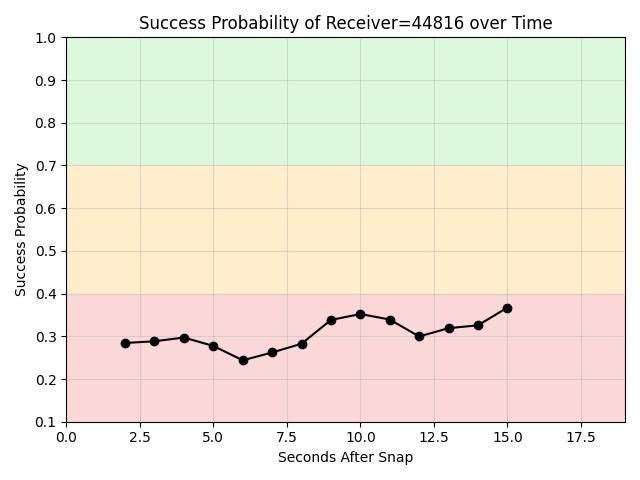 Success Probability of Receiver=44816 over Time
1.0
0.9
0.8
0.7
0.6
0.5
0.4
0.3
0.2
0.1
Success Probability
0.0 2.5 5.0 7.5 10.0 12.5 15.0 17.5
Seconds After Snap